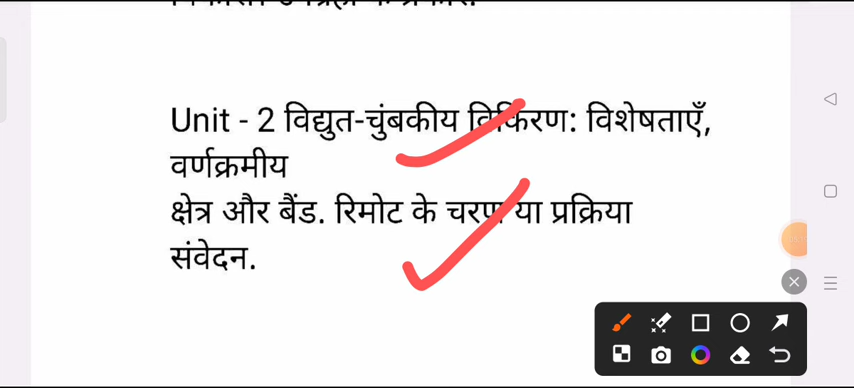 Unit - 2 विद्युत-चुंबकीय विकिरण: विशेषताएँ,
वर्णक्रमीय
क्षेत्र और बैंड. रिमोट के चरण या प्रक्रिया
संवेदन.